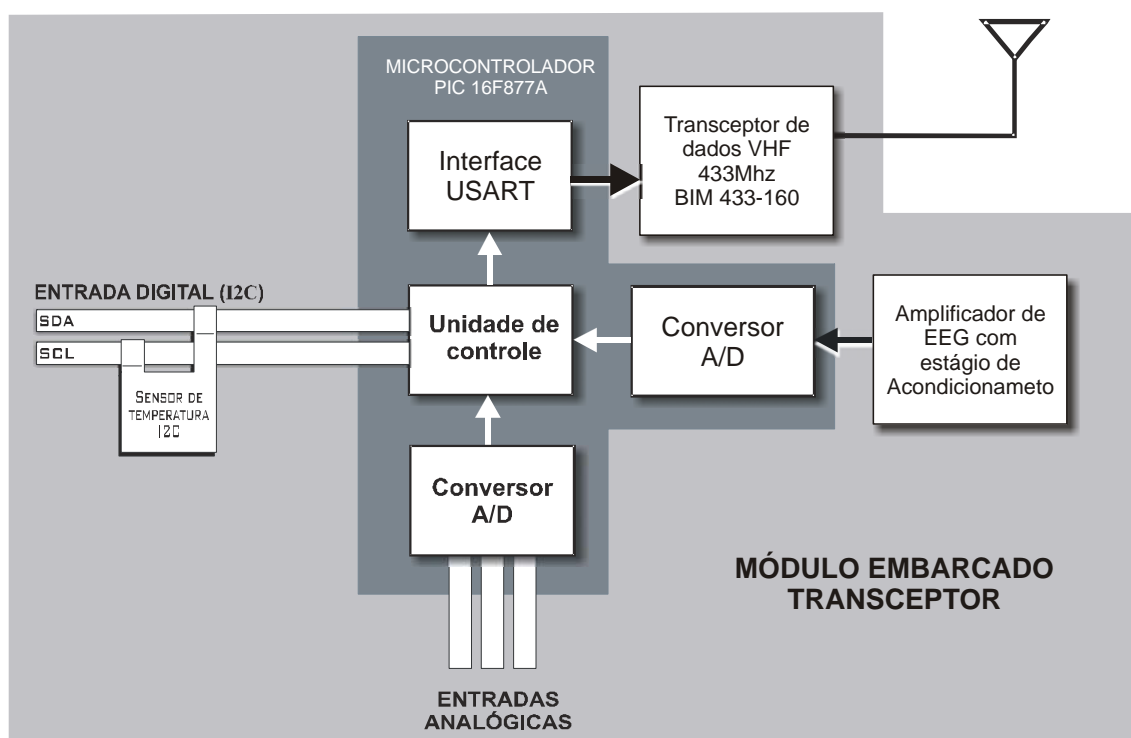 MICROCONTROLADOR
PIC 16F877A
Interface
USART
Transceptor de
dados VHF
433Mhz
BIM 433-160
ENTRADA DIGITAL (I2C)
SDA
SCL
SENSOR DE
TEMPERATURA
I2C
Unidade de
controle
Conversor
A/D
Amplificador de
EEG com
estágio de
Acondicionameto
Conversor
A/D
MÓDULO EMBARCADO
TRANSCEPTOR
ENTRADAS
ANALÓGICAS